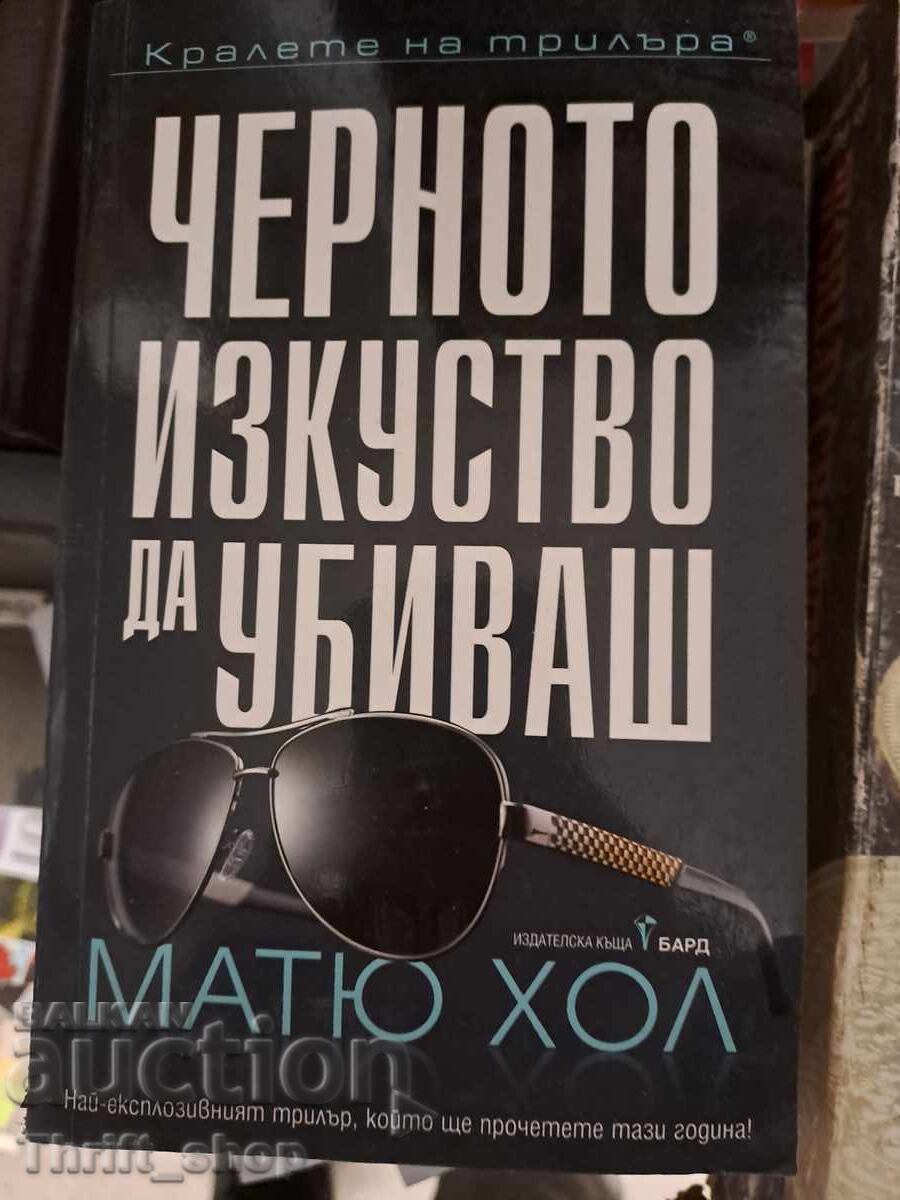 Кралете на трилъра®
ЧЕРНОТО
ИЗКУСТВО
ДА УБИВАШ
ИЗДАТЕЛСКА КЪЩА БАРД
МАТЮ ХОЛ
BALKAN
auction
Най-експлозивният трилър, който ще прочетете тази година!
Thrift_shop